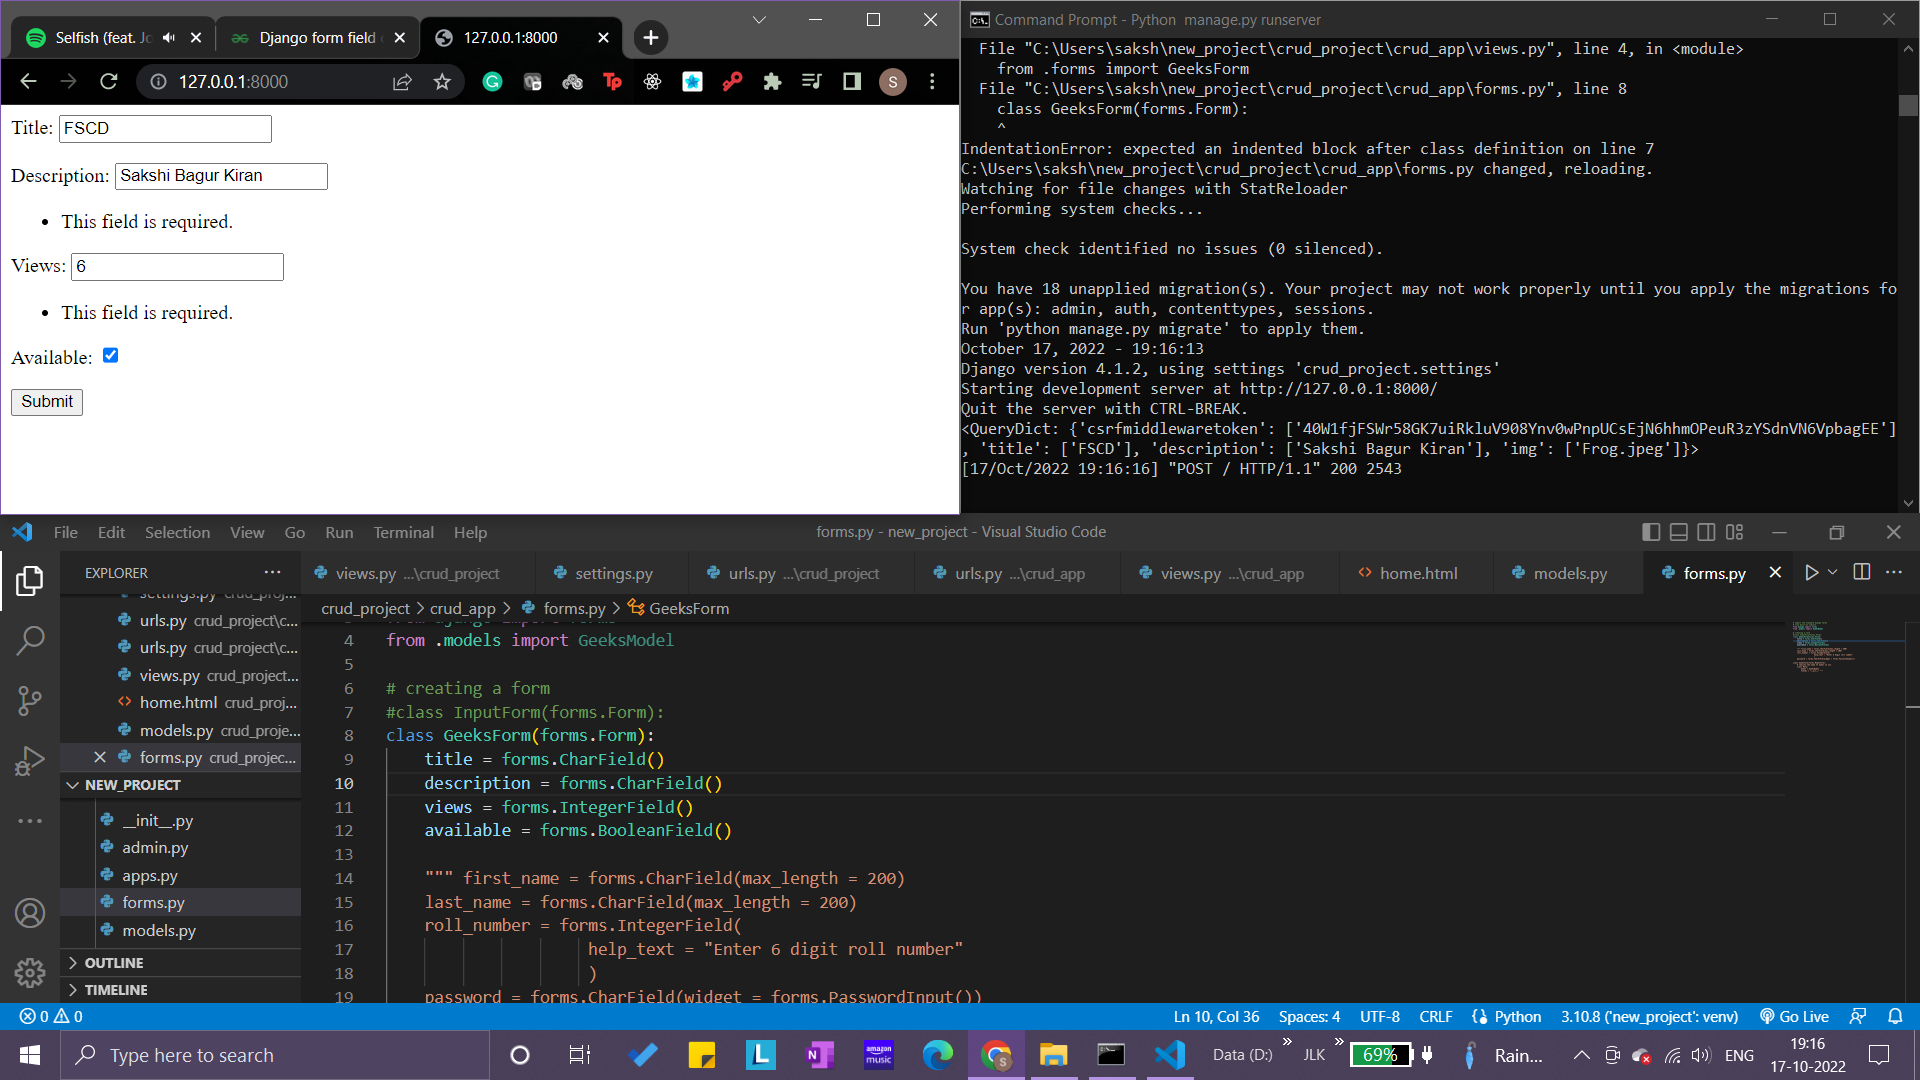 Selfish (feat. Jo
Django form field
127.0.0.1:8000
127.0.0.1:8000
S
Title: FSCD
Description: Sakshi Bagur Kiran
• This field is required.
Views: 6
• This field is required.
Available:
Submit
Command Prompt - Python manage.py runserver
File "C:\Users\saksh\new_project\crud_project\crud_app\views.py", line 4, in <module>
from .forms import GeeksForm
File "C:\Users\saksh\new_project\crud_project\crud_app\forms.py", line 8
class GeeksForm(forms.Form):
^
IndentationError: expected an indented block after class definition on line 7
C:\Users\saksh\new_project\crud_project\crud_app\forms.py changed, reloading.
Watching for file changes with StatReloader
Performing system checks...
System check identified no issues (0 silenced).
You have 18 unapplied migration(s). Your project may not work properly until you apply the migrations fo
r app(s): admin, auth, contenttypes, sessions.
Run 'python manage.py migrate' to apply them.
October 17, 2022 - 19:16:13
Django version 4.1.2, using settings 'crud_project.settings'
Starting development server at http://127.0.0.1:8000/
Quit the server with CTRL-BREAK.
<QueryDict: {'csrfmiddlewaretoken': ['40W1fjFSWr58GK7uiRkluV908Ynv0wPnpUCsEjN6hhmOPeuR3zYSdnVN6VpbagEE']
, 'title': ['FSCD'], 'description': ['Sakshi Bagur Kiran'], 'img': ['Frog.jpeg']}>
[17/Oct/2022 19:16:16] "POST / HTTP/1.1" 200 2543
File Edit Selection View Go Run Terminal Help
forms.py - new_project - Visual Studio Code
EXPLORER
settings.py crud_proj...
urls.py crud_project\c...
urls.py crud_project\c...
views.py crud_project...
home.html crud_proj...
models.py crud_proje...
forms.py crud_projec...
NEW_PROJECT
__init__.py
admin.py
apps.py
forms.py
models.py
OUTLINE
TIMELINE
views.py ...\crud_project settings.py urls.py ...\crud_project urls.py ...\crud_app views.py ...\crud_app home.html models.py forms.py
crud_project > crud_app > forms.py > GeeksForm
3 from django import forms
4 from .models import GeeksModel
5
6 # creating a form
7 #class InputForm(forms.Form):
8 class GeeksForm(forms.Form):
9 title = forms.CharField()
10 description = forms.CharField()
11 views = forms.IntegerField()
12 available = forms.BooleanField()
13
14 """ first_name = forms.CharField(max_length = 200)
15 last_name = forms.CharField(max_length = 200)
16 roll_number = forms.IntegerField(
17 help_text = "Enter 6 digit roll number"
18 )
19 password = forms.CharField(widget = forms.PasswordInput())
0 0 Ln 10, Col 36 Spaces: 4 UTF-8 CRLF Python 3.10.8 ('new_project': venv) Go Live
Type here to search
L
N
amazon music
S
Data (D:) » JLK » 69% Rain... ENG
19:16
17-10-2022